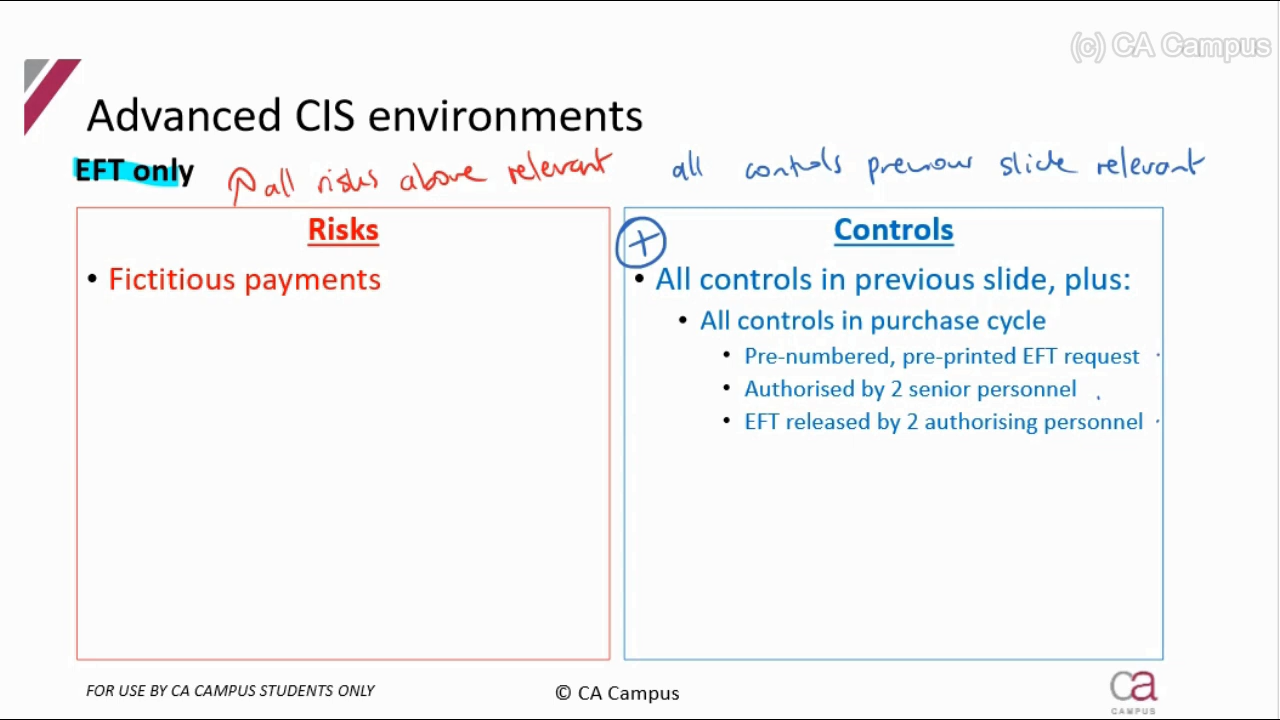 (c) CA Campus
Advanced CIS environments
EFT only
all risks above relevant
all controls previous slide relevant
Risks
• Fictitious payments
+
Controls
• All controls in previous slide, plus:
• All controls in purchase cycle
• Pre-numbered, pre-printed EFT request
• Authorised by 2 senior personnel
• EFT released by 2 authorising personnel
FOR USE BY CA CAMPUS STUDENTS ONLY
© CA Campus
ca
CAMPUS